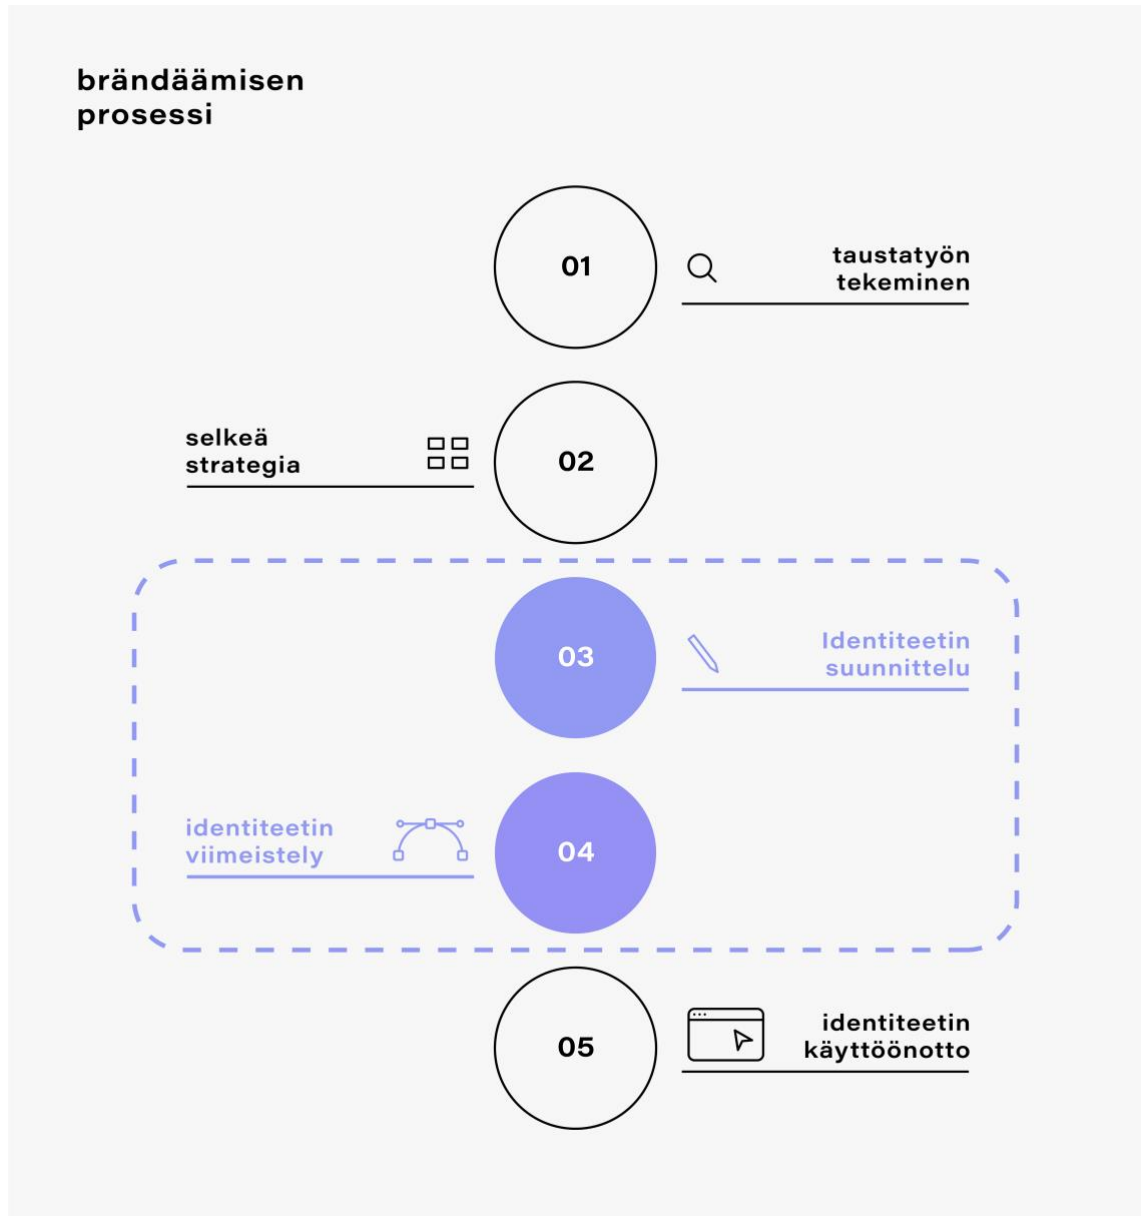 brändäämisen
prosessi
01
taustatyön
tekeminen
selkeä
strategia
02
03
Identiteetin
suunnittelu
identiteetin
viimeistely
04
05
identiteetin
käyttöönotto